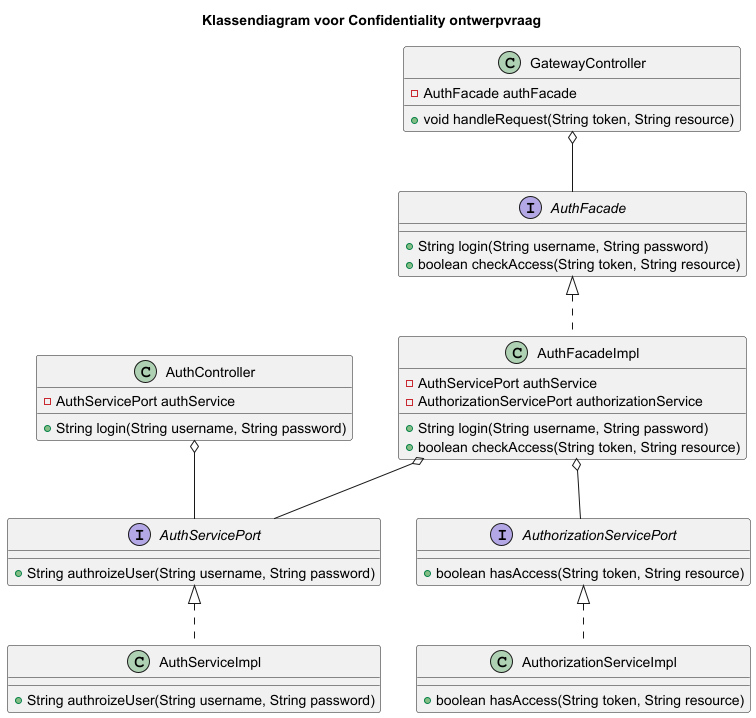 Klassendiagram voor Confidentiality ontwerpvraag
C GatewayController
AuthFacade authFacade
void handleRequest(String token, String resource)
I AuthFacade
String login(String username, String password)
boolean checkAccess(String token, String resource)
C AuthController
AuthServicePort authService
String login(String username, String password)
C AuthFacadeImpl
AuthServicePort authService
AuthorizationServicePort authorizationService
String login(String username, String password)
boolean checkAccess(String token, String resource)
I AuthServicePort
String authroizeUser(String username, String password)
I AuthorizationServicePort
boolean hasAccess(String token, String resource)
C AuthServiceImpl
String authroizeUser(String username, String password)
C AuthorizationServiceImpl
boolean hasAccess(String token, String resource)